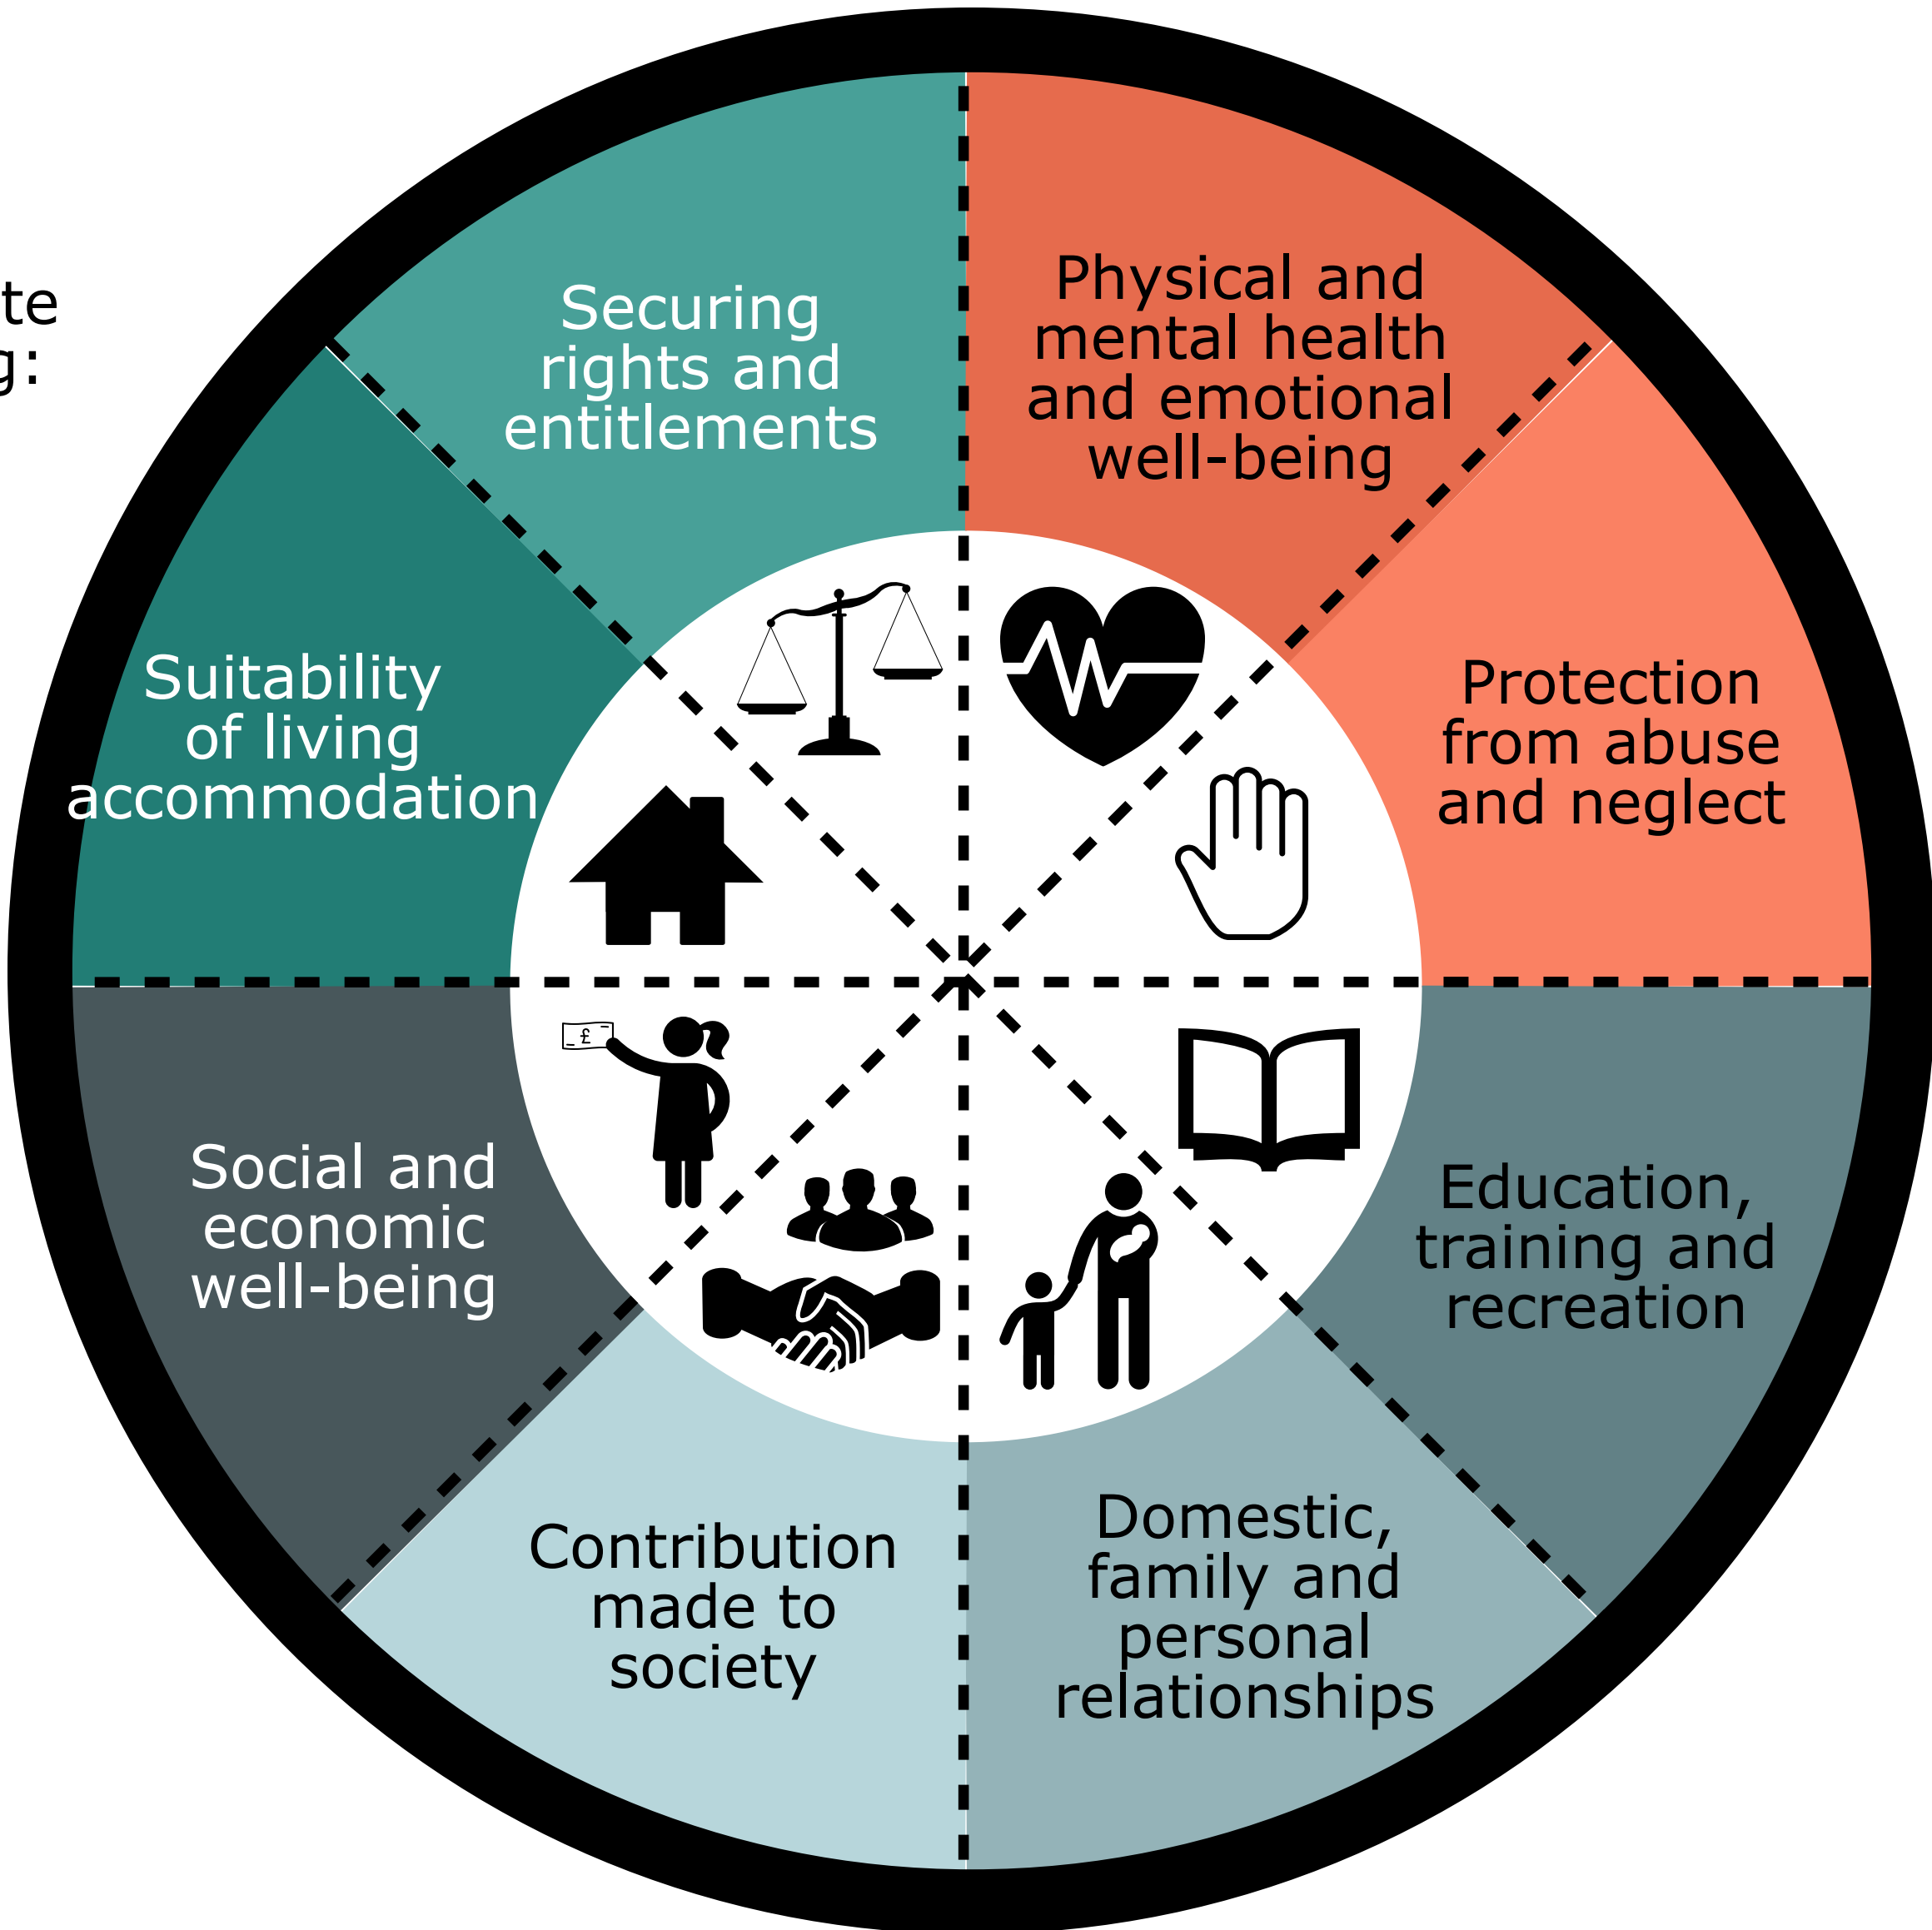 te
g:
Securing
rights and
entitlements
Physical and
mental health
and emotional
well-being
Protection
from abuse
and neglect
Education,
training and
recreation
Domestic,
family and
personal
relationships
Contribution
made to
society
Social and
economic
well-being
Suitability
of living
accommodation
£